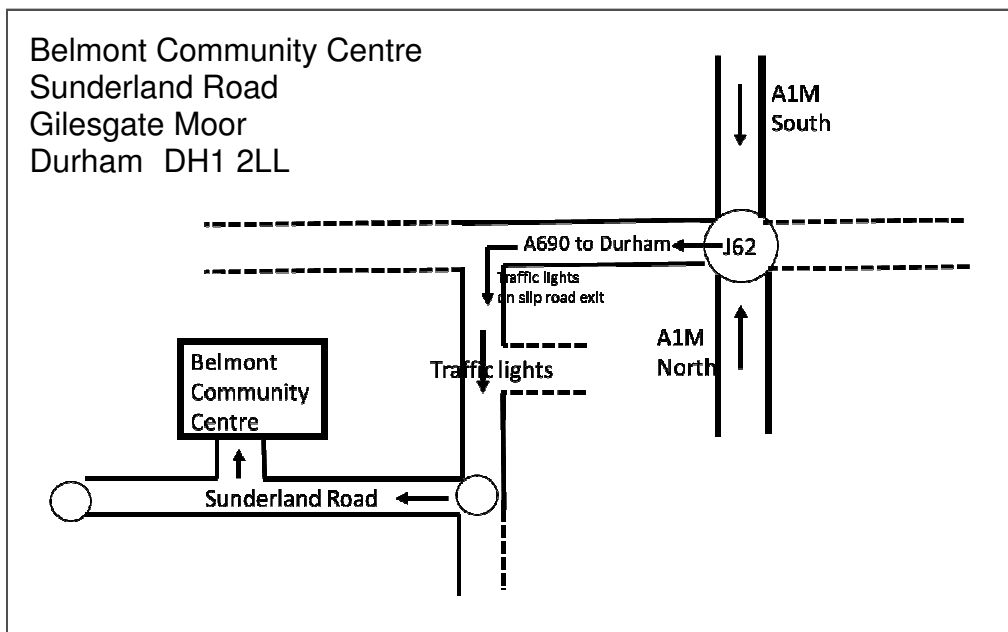 Belmont Community Centre
Sunderland Road
Gilesgate Moor
Durham DH1 2LL
A1M
South
A690 to Durham
J62
Traffic lights
on slip road exit
A1M
North
Traffic lights
Belmont
Community
Centre
Sunderland Road